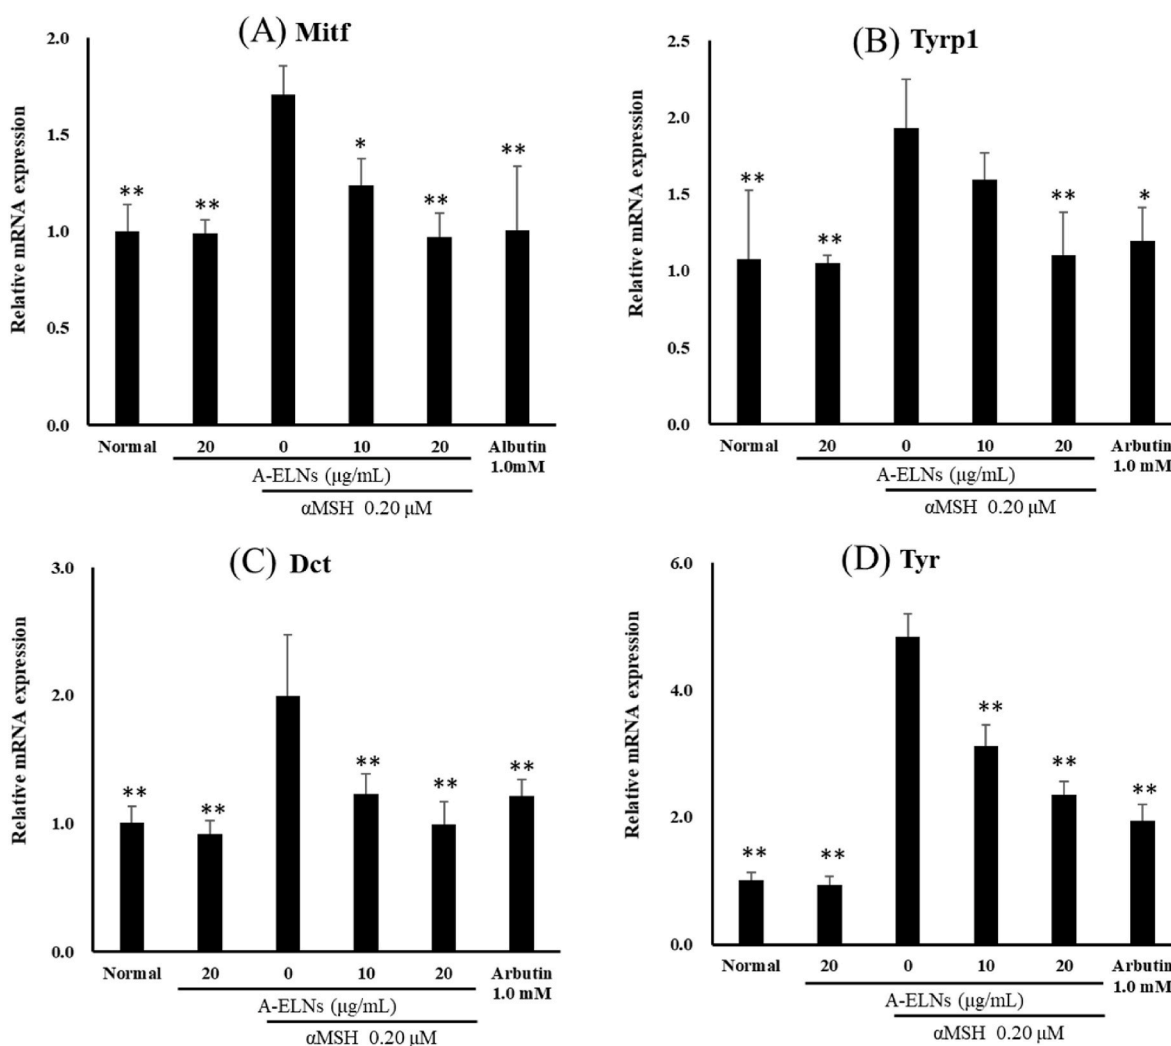 (A) Mitf
Relative mRNA expression
2.0
1.5
1.0
0.5
0.0
** ** * ** **
Normal 20 0 10 20 Albutin
1.0mM
A-ELNs (μg/mL)
αMSH 0.20 μM
(B) Tyrp1
Relative mRNA expression
2.5
2.0
1.5
1.0
0.5
0.0
** ** ** *
Normal 20 0 10 20 Arbutin
1.0 mM
A-ELNs (μg/mL)
αMSH 0.20 μM
(C) Dct
Relative mRNA expression
3.0
2.0
1.0
0.0
** ** ** ** **
Normal 20 0 10 20 Arbutin
1.0 mM
A-ELNs (μg/mL)
αMSH 0.20 μM
(D) Tyr
Relative mRNA expression
6.0
4.0
2.0
0.0
** ** ** ** **
Normal 20 0 10 20 Arbutin
1.0 mM
A-ELNs (μg/mL)
αMSH 0.20 μM